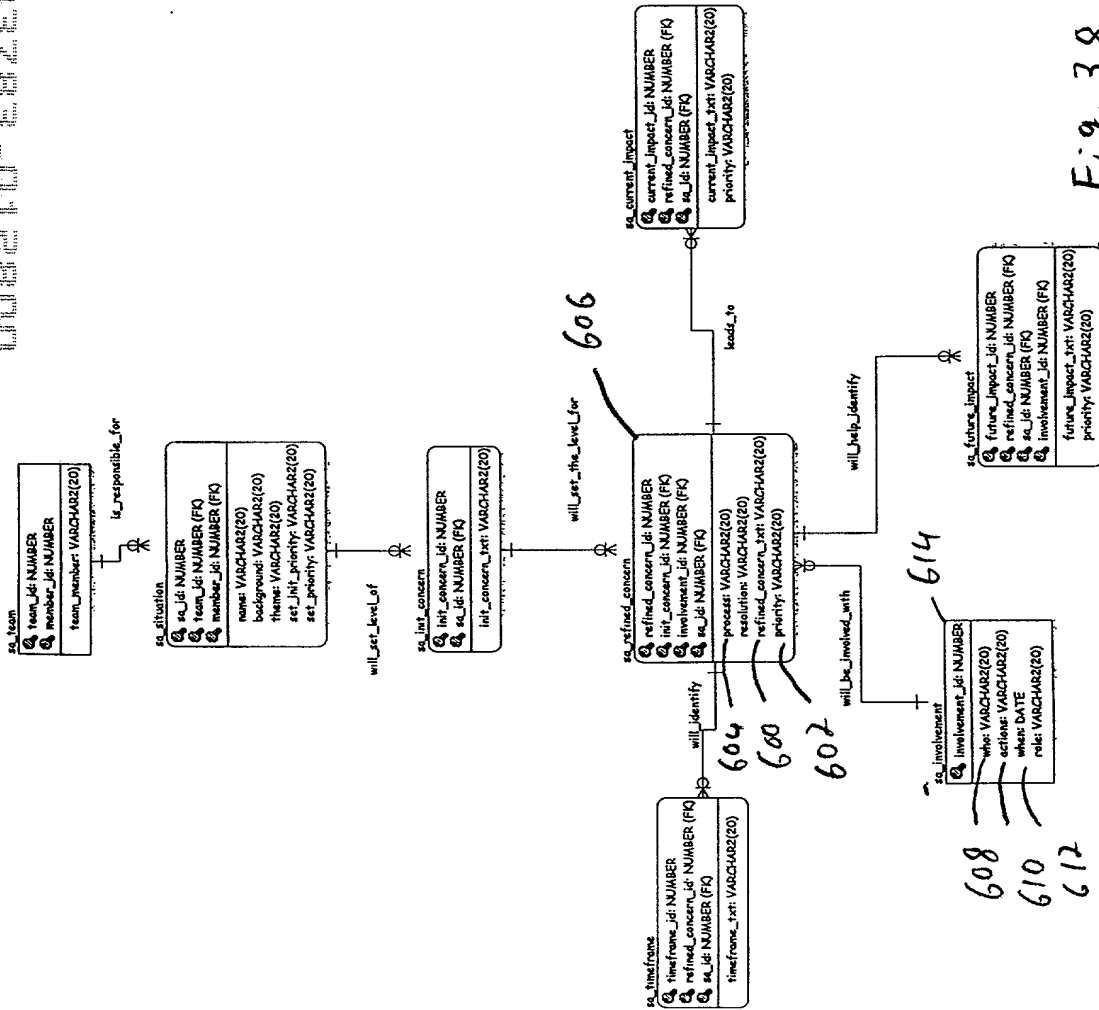 sa_team
team_id: NUMBER
member_id: NUMBER
team_member: VARCHAR2(20)
is_responsible_for
sa_situation
sa_id: NUMBER
team_id: NUMBER (FK)
member_id: NUMBER (FK)
name: VARCHAR2(20)
background: VARCHAR2(20)
theme: VARCHAR2(20)
set_init_priority: VARCHAR2(20)
set_priority: VARCHAR2(20)
will_set_level_of
sa_init_concern
init_concern_id: NUMBER
sa_id: NUMBER (FK)
init_concern_txt: VARCHAR2(20)
will_set_the_level_for
606
sa_refined_concern
refined_concern_id: NUMBER
init_concern_id: NUMBER (FK)
involvement_id: NUMBER (FK)
sa_id: NUMBER (FK)
process: VARCHAR2(20)
resolution: VARCHAR2(20)
refined_concern_txt: VARCHAR2(20)
priority: VARCHAR2(20)
604
600
602
leads_to
sa_current_impact
current_impact_id: NUMBER
refined_concern_id: NUMBER (FK)
sa_id: NUMBER (FK)
current_impact_txt: VARCHAR2(20)
priority: VARCHAR2(20)
will_identify
sa_timeframe
timeframe_id: NUMBER
refined_concern_id: NUMBER (FK)
sa_id: NUMBER (FK)
timeframe_txt: VARCHAR2(20)
will_be_involved_with
614
sa_involvement
involvement_id: NUMBER
who: VARCHAR2(20)
actions: VARCHAR2(20)
when: DATE
role: VARCHAR2(20)
608
610
612
will_help_identify
sa_future_impact
future_impact_id: NUMBER
refined_concern_id: NUMBER (FK)
sa_id: NUMBER (FK)
involvement_id: NUMBER (FK)
future_impact_txt: VARCHAR2(20)
priority: VARCHAR2(20)
Fig. 38